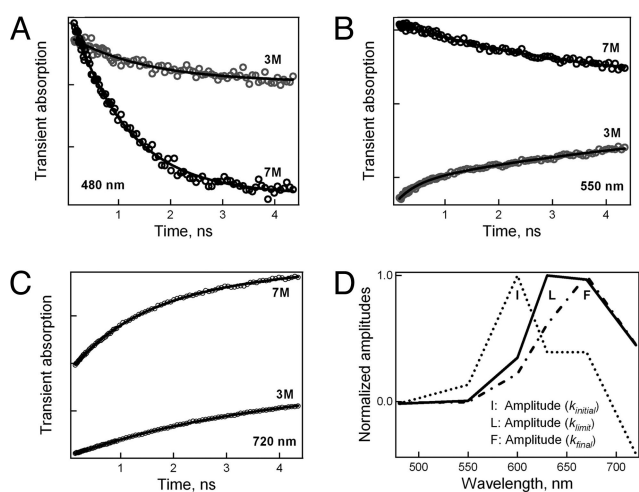 A
Transient absorption
3M
7M
480 nm
1 2 3 4
Time, ns
B
Transient absorption
7M
3M
550 nm
1 2 3 4
Time, ns
C
Transient absorption
7M
3M
720 nm
1 2 3 4
Time, ns
D
Normalized amplitudes
1.0
0.0
I L F
I: Amplitude (kinitial)
L: Amplitude (klimit)
F: Amplitude (kfinal)
500 550 600 650 700
Wavelength, nm